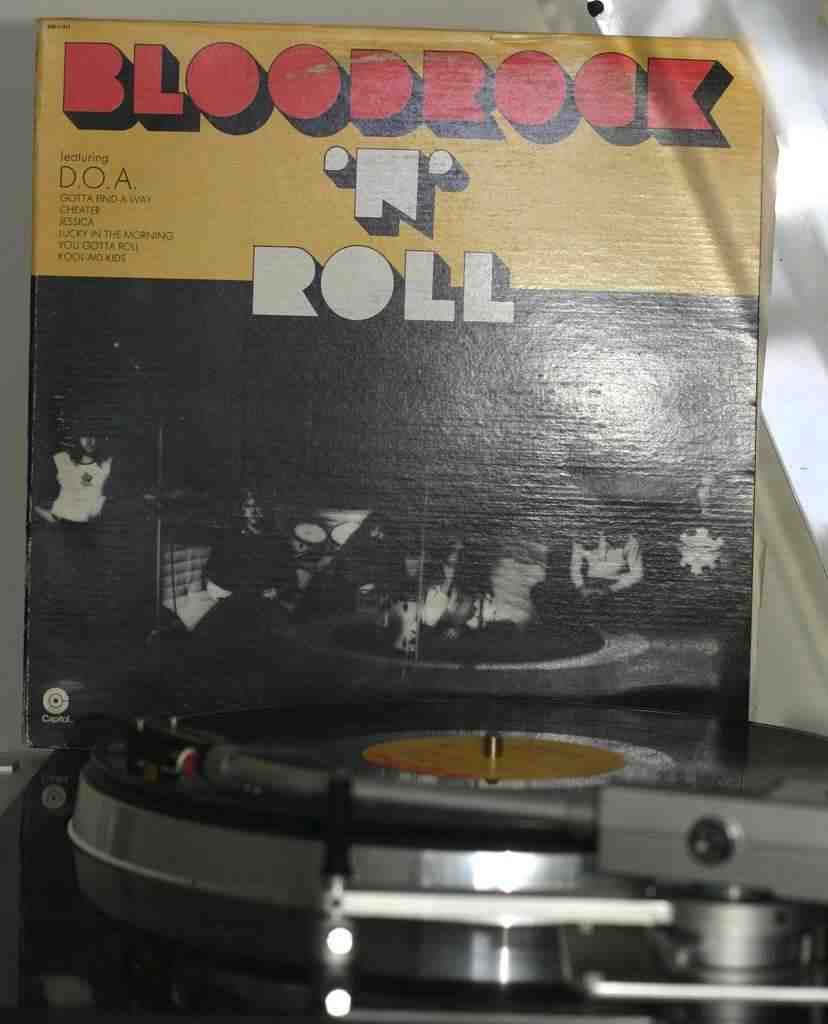 BLOODROCK
'N'
ROLL
featuring
D.O.A.
GOTTA FIND A WAY
CHEATER
JESSICA
LUCKY IN THE MORNING
YOU GOTTA ROLL
KOOL-AID-KIDS
Capitol